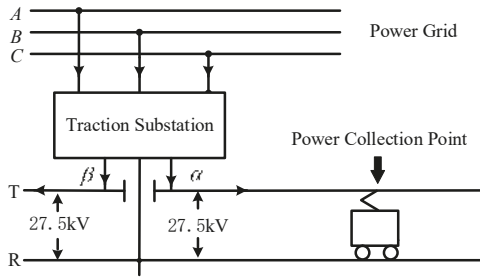 A
B
C
Power Grid
Traction Substation
Power Collection Point
β
α
T
27.5kV
27.5kV
R